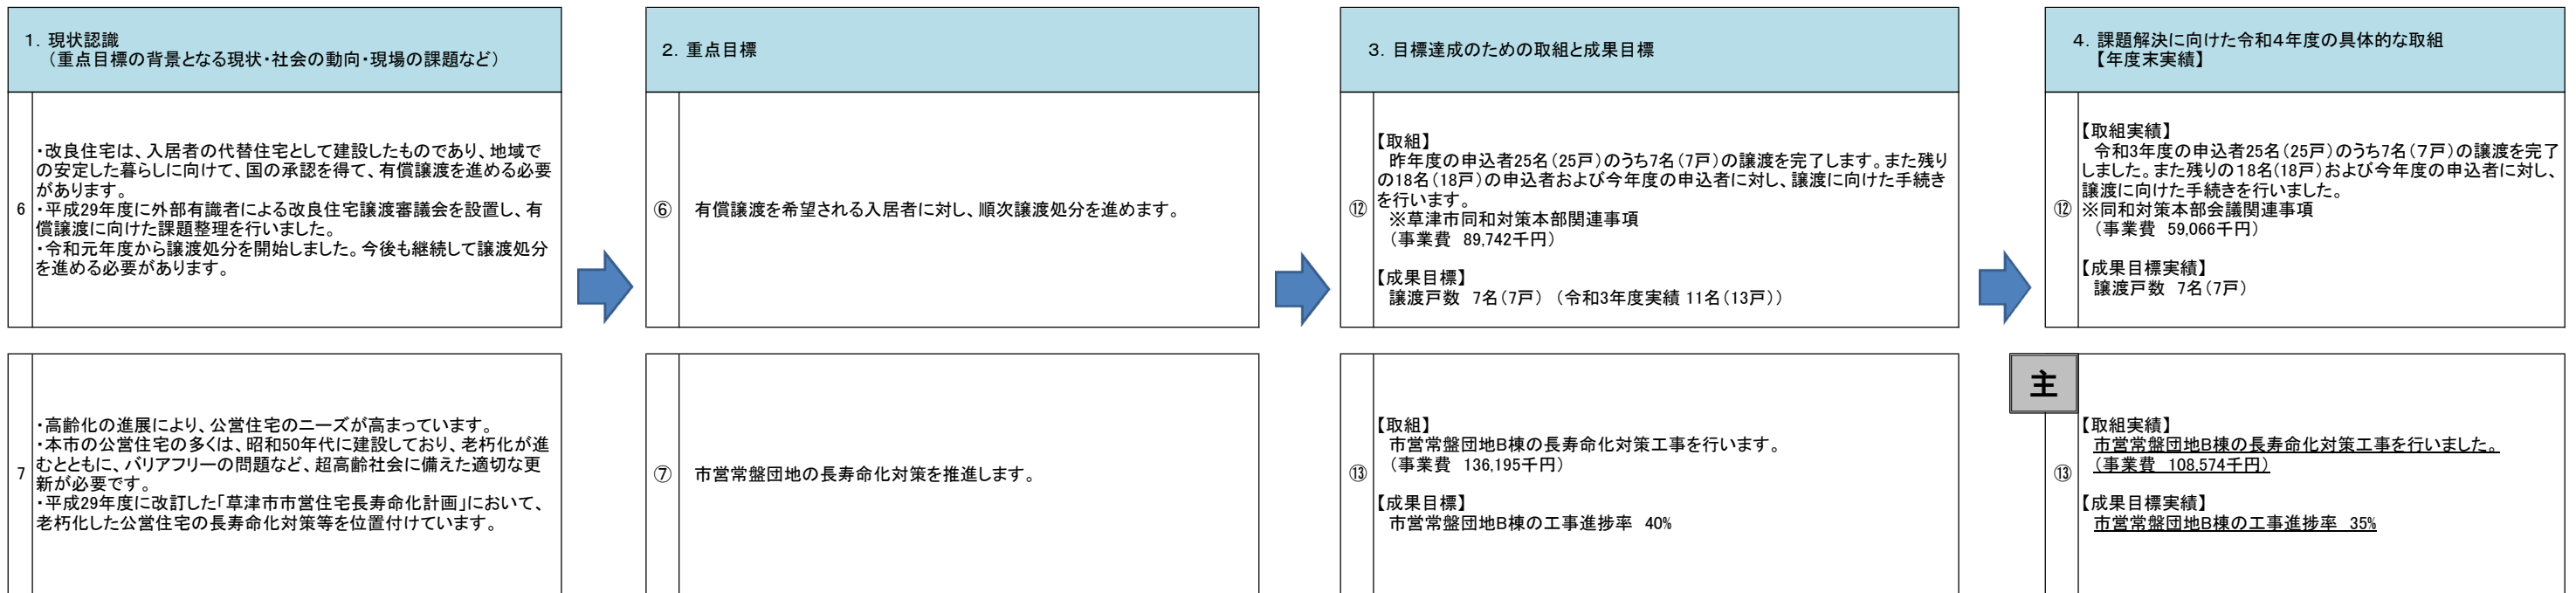 1．現状認識
（重点目標の背景となる現状・社会の動向・現場の課題など）
2．重点目標
3．目標達成のための取組と成果目標
4．課題解決に向けた令和４年度の具体的な取組
【年度末実績】
6
・改良住宅は、入居者の代替住宅として建設したものであり、地域で
の安定した暮らしに向けて、国の承認を得て、有償譲渡を進める必要
があります。
・平成29年度に外部有識者による改良住宅譲渡審議会を設置し、有
償譲渡に向けた課題整理を行いました。
・令和元年度から譲渡処分を開始しました。今後も継続して譲渡処分
を進める必要があります。
⑥
有償譲渡を希望される入居者に対し、順次譲渡処分を進めます。
⑫
【取組】
昨年度の申込者25名（25戸）のうち7名（7戸）の譲渡を完了します。また残り
の18名（18戸）の申込者および今年度の申込者に対し、譲渡に向けた手続き
を行います。
※草津市同和対策本部関連事項
（事業費　89,742千円）
【成果目標】
譲渡戸数　7名（7戸）　（令和3年度実績 11名（13戸））
⑫
【取組実績】
令和3年度の申込者25名（25戸）のうち7名（７戸）の譲渡を完了
しました。また残りの１８名（18戸）および今年度の申込者に対し、
譲渡に向けた手続きを行いました。
※同和対策本部会議関連事項
（事業費　59,066千円）
【成果目標実績】
譲渡戸数　7名（7戸）
7
・高齢化の進展により、公営住宅のニーズが高まっています。
・本市の公営住宅の多くは、昭和50年代に建設しており、老朽化が進
むとともに、バリアフリーの問題など、超高齢社会に備えた適切な更
新が必要です。
・平成29年度に改訂した「草津市市営住宅長寿命化計画」において、
老朽化した公営住宅の長寿命化対策等を位置付けています。
⑦
市営常盤団地の長寿命化対策を推進します。
⑬
【取組】
市営常盤団地B棟の長寿命化対策工事を行います。
（事業費　136,195千円）
【成果目標】
市営常盤団地B棟の工事進捗率　40%
主
⑬
【取組実績】
市営常盤団地B棟の長寿命化対策工事を行いました。
（事業費　108,574千円）
【成果目標実績】
市営常盤団地B棟の工事進捗率　35%